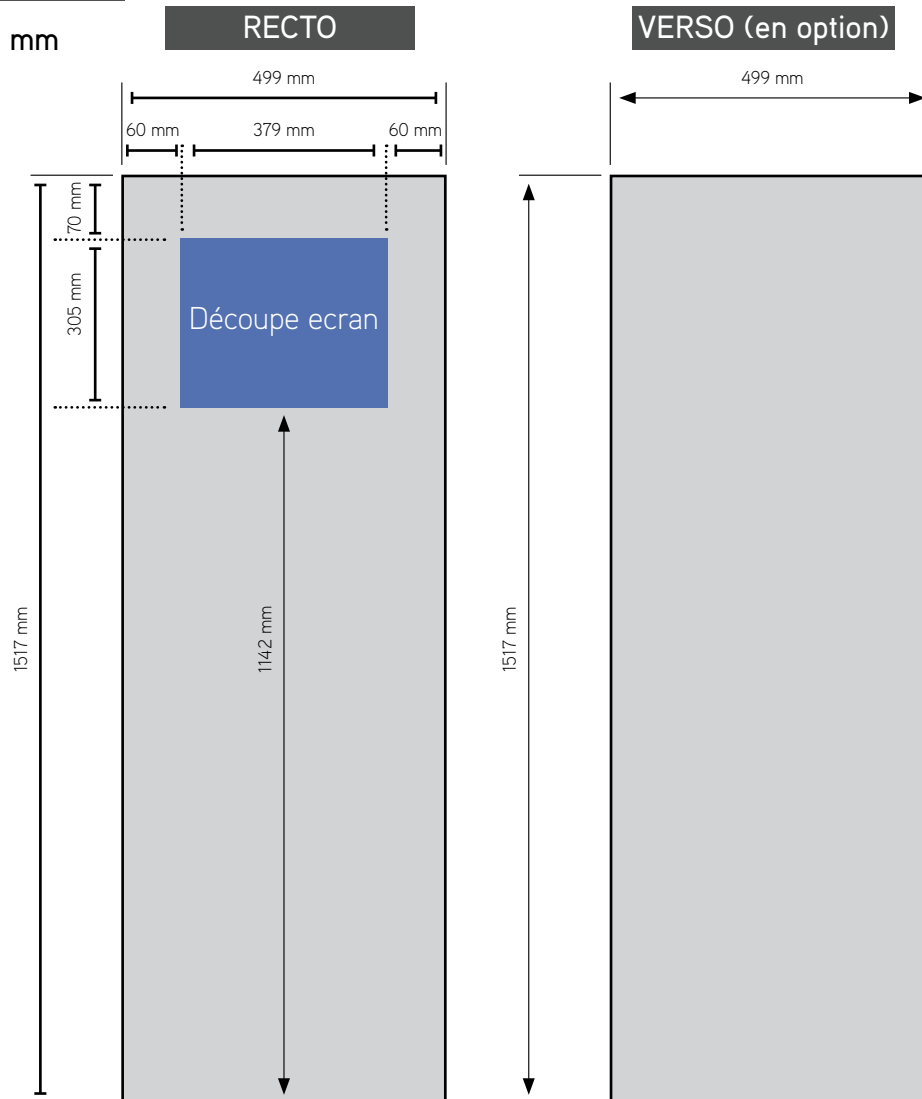 mm
RECTO
VERSO (en option)
499 mm
499 mm
60 mm
379 mm
60 mm
70 mm
305 mm
Découpe ecran
1517 mm
1142 mm
1517 mm